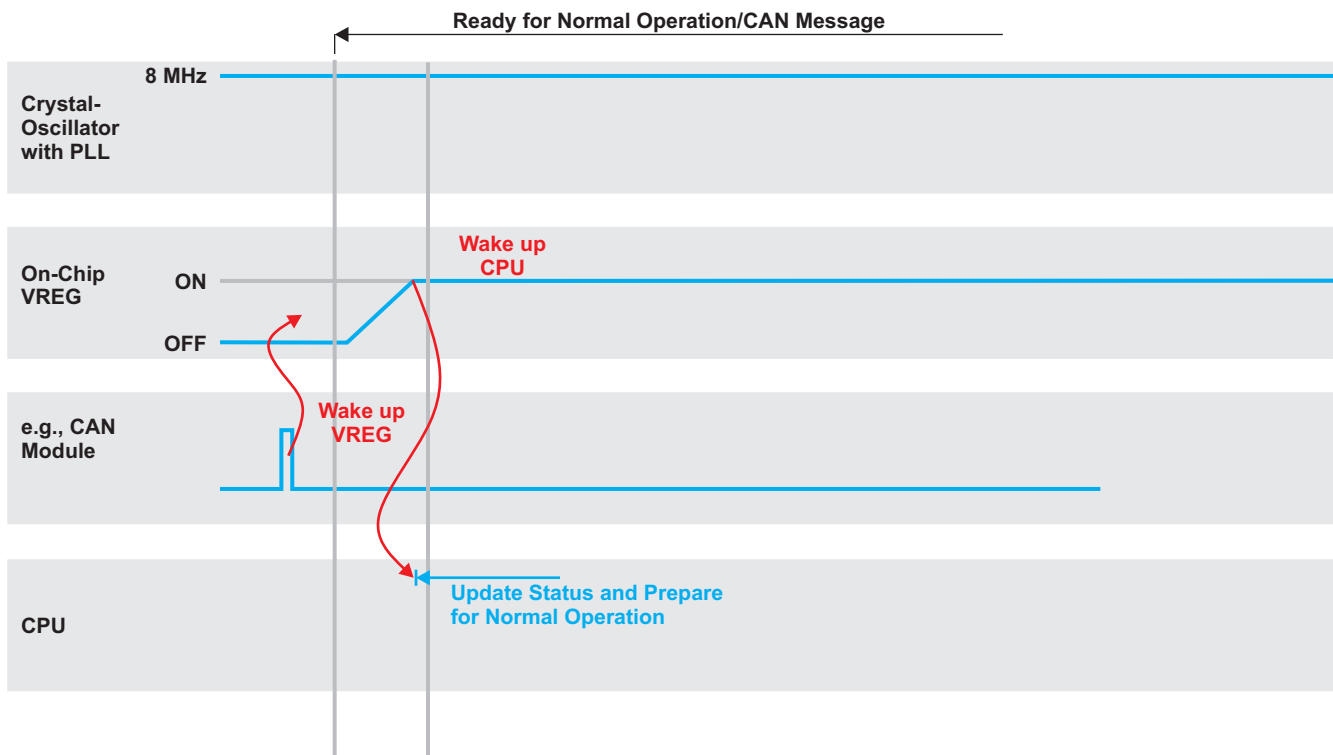 Ready for Normal Operation/CAN Message
8 MHz
Crystal-
Oscillator
with PLL
On-Chip
VREG
ON
OFF
Wake up
CPU
e.g., CAN
Module
Wake up
VREG
CPU
Update Status and Prepare
for Normal Operation